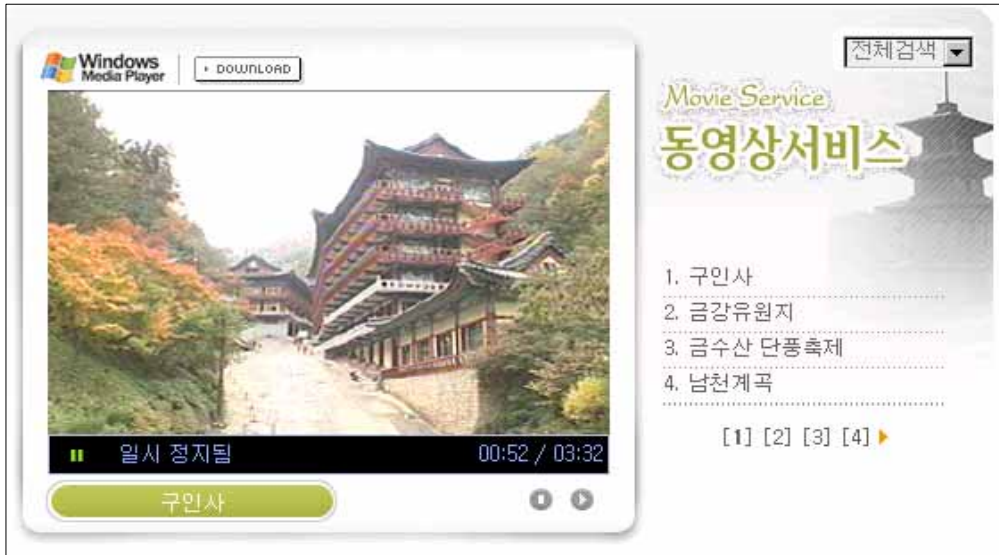 Windows
Media Player
DOWNLOAD
일시 정지됨 00:52 / 03:32
구인사
전체검색
Movie Service
동영상서비스
1. 구인사
2. 금강유원지
3. 금수산 단풍축제
4. 남천계곡
[1] [2] [3] [4]